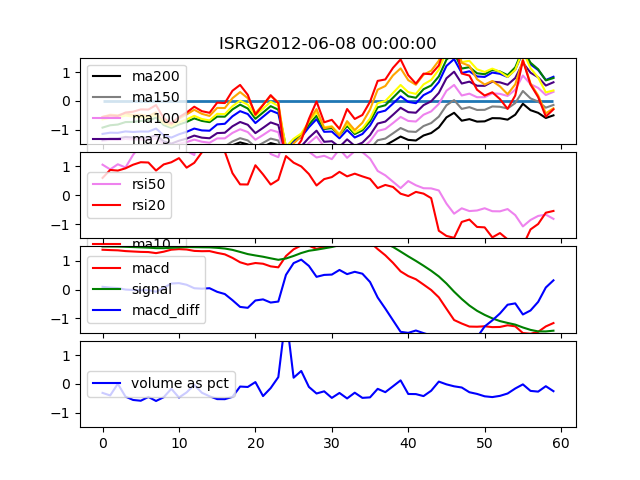 ISRG2012-06-08 00:00:00
1
0
−1
ma200
ma150
ma100
ma75
1
0
−1
rsi50
rsi20
ma10
1
0
−1
macd
signal
macd_diff
1
0
−1
volume as pct
0 10 20 30 40 50 60